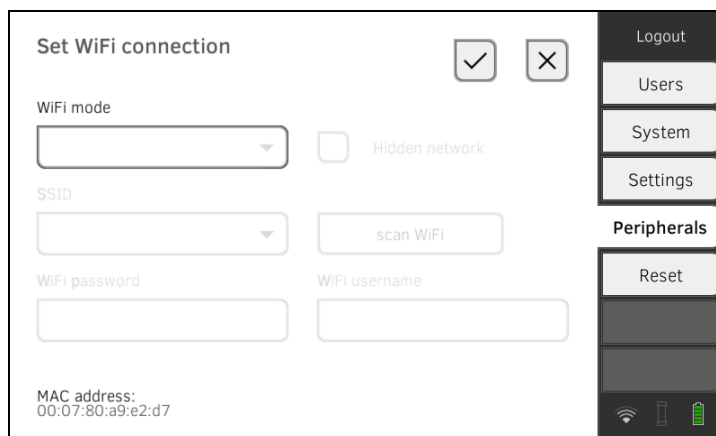 Set WiFi connection
WiFi mode
Hidden network
SSID
scan WiFi
WiFi password
WiFi username
MAC address:
00:07:80:a9:e2:d7
Logout
Users
System
Settings
Peripherals
Reset